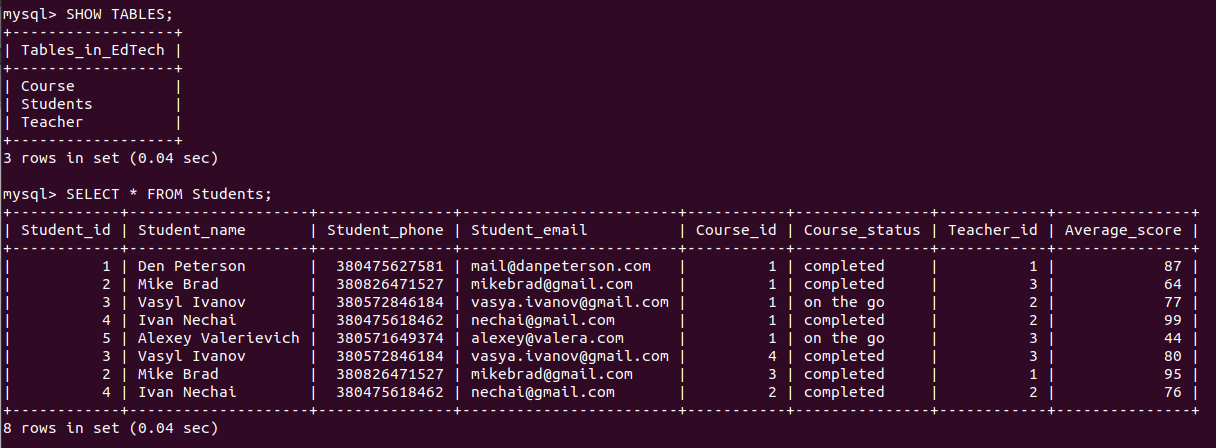 mysql> SHOW TABLES;
+------------------+
| Tables_in_EdTech |
+------------------+
| Course           |
| Students         |
| Teacher          |
+------------------+
3 rows in set (0.04 sec)

mysql> SELECT * FROM Students;
+------------+--------------------+---------------+------------------------+-----------+---------------+------------+---------------+
| Student_id | Student_name       | Student_phone | Student_email          | Course_id | Course_status | Teacher_id | Average_score |
+------------+--------------------+---------------+------------------------+-----------+---------------+------------+---------------+
|          1 | Den Peterson       |  380475627581 | mail@danpeterson.com   |         1 | completed     |          1 |            87 |
|          2 | Mike Brad          |  380826471527 | mikebrad@gmail.com     |         1 | completed     |          3 |            64 |
|          3 | Vasyl Ivanov       |  380572846184 | vasya.ivanov@gmail.com |         1 | on the go     |          2 |            77 |
|          4 | Ivan Nechai        |  380475618462 | nechai@gmail.com       |         1 | completed     |          2 |            99 |
|          5 | Alexey Valerievich |  380571649374 | alexey@valera.com      |         1 | on the go     |          3 |            44 |
|          3 | Vasyl Ivanov       |  380572846184 | vasya.ivanov@gmail.com |         4 | completed     |          3 |            80 |
|          2 | Mike Brad          |  380826471527 | mikebrad@gmail.com     |         3 | completed     |          1 |            95 |
|          4 | Ivan Nechai        |  380475618462 | nechai@gmail.com       |         2 | completed     |          2 |            76 |
+------------+--------------------+---------------+------------------------+-----------+---------------+------------+---------------+
8 rows in set (0.04 sec)